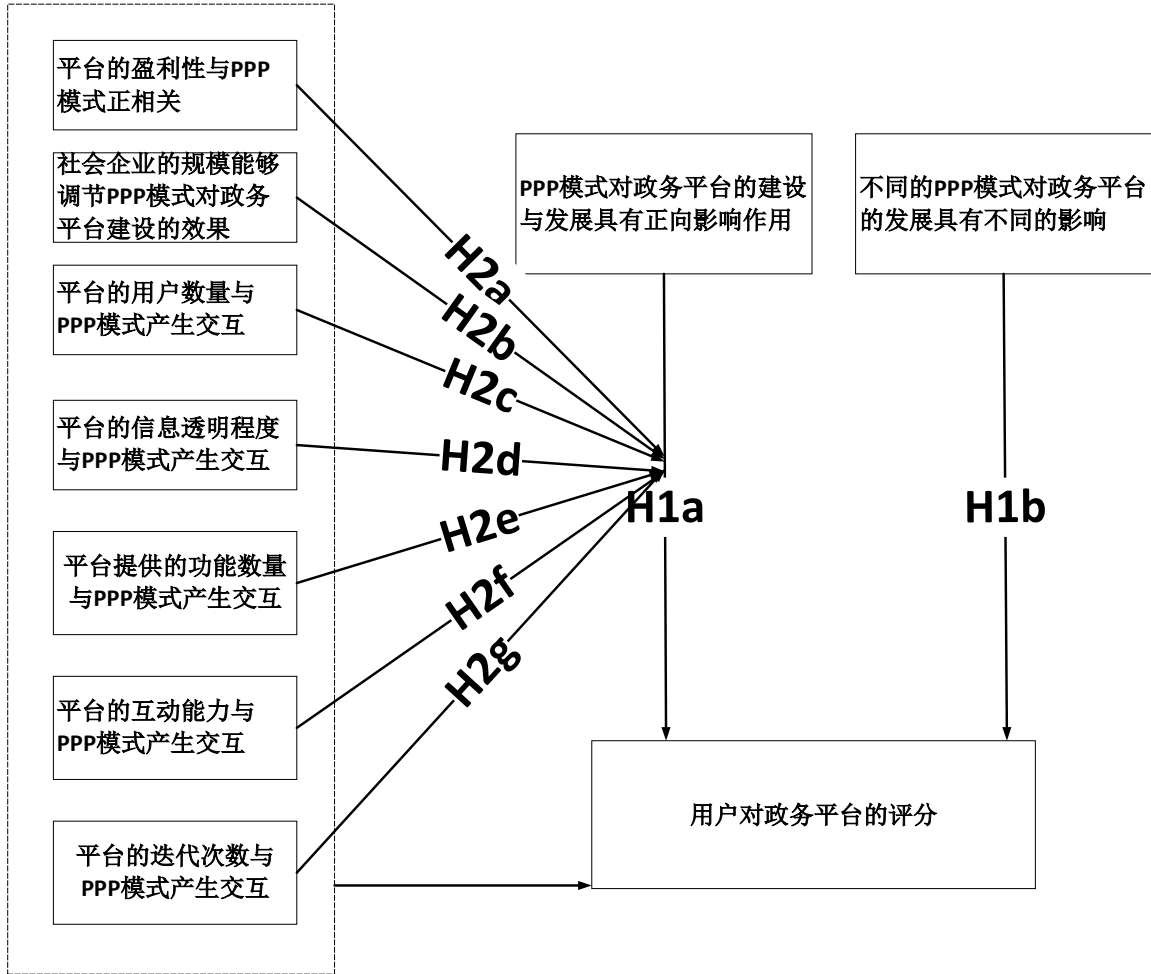 平台的盈利性与PPP
模式正相关
社会企业的规模能够
调节PPP模式对政务
平台建设的效果
平台的用户数量与
PPP模式产生交互
平台的信息透明程度
与PPP模式产生交互
平台提供的功能数量
与PPP模式产生交互
平台的互动能力与
PPP模式产生交互
平台的迭代次数与
PPP模式产生交互
H2a
H2b
H2c
H2d
H2e
H2f
H2g
PPP模式对政务平台的建设
与发展具有正向影响作用
不同的PPP模式对政务平台
的发展具有不同的影响
H1a
H1b
用户对政务平台的评分